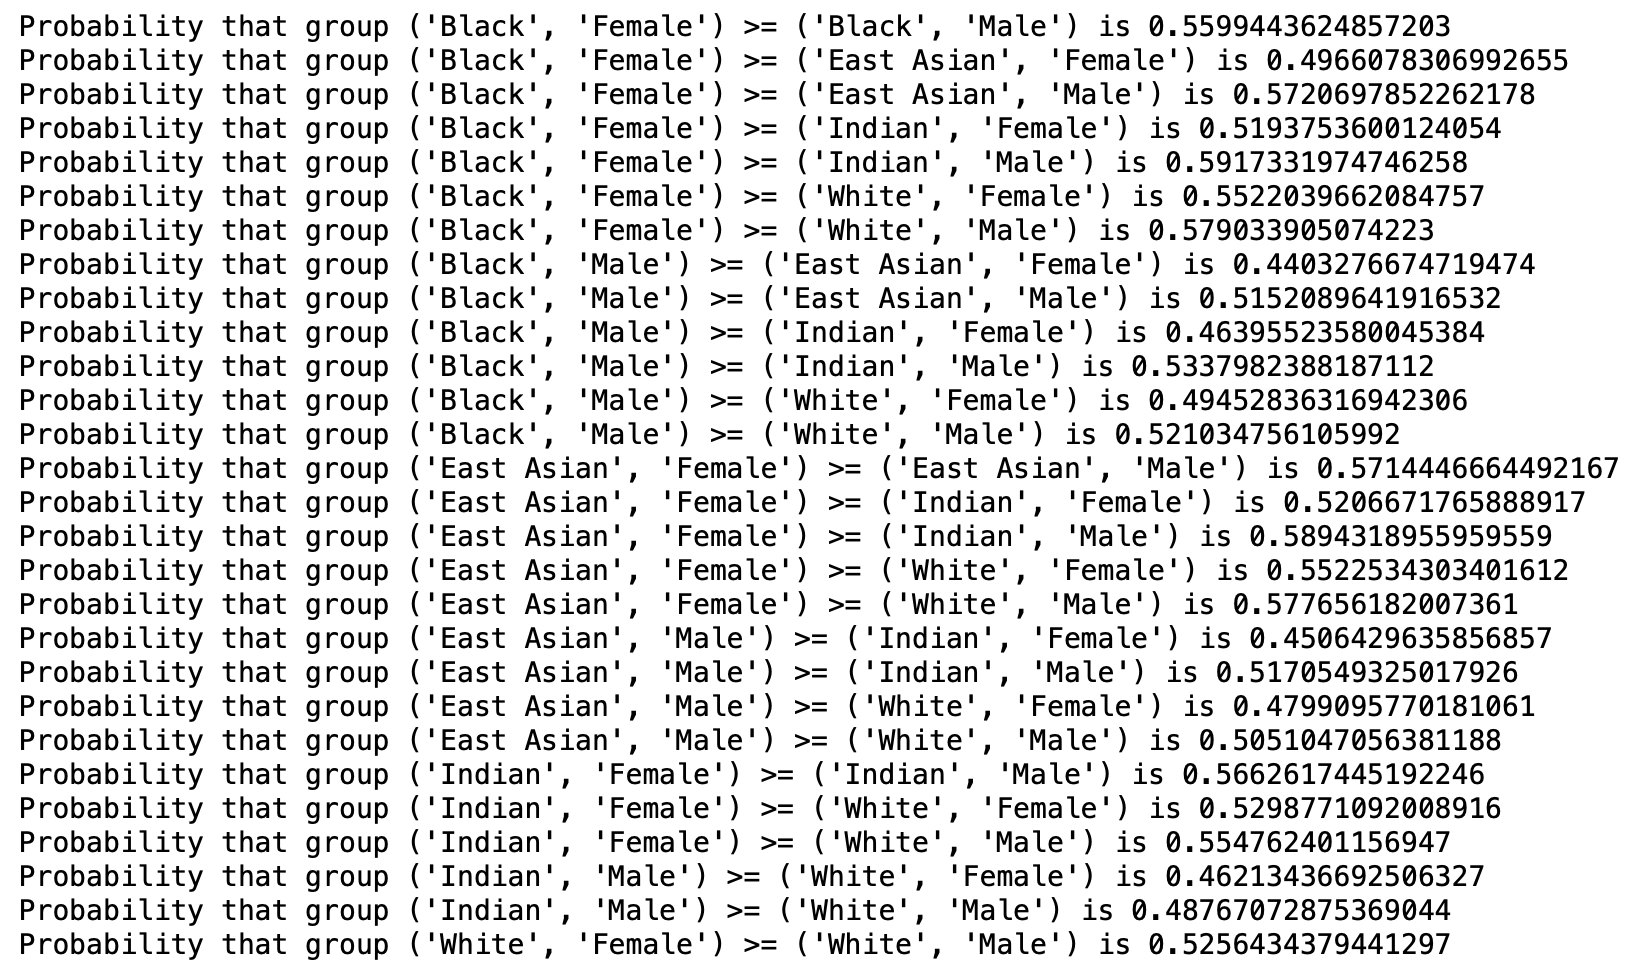 Probability that group ('Black', 'Female') >= ('Black', 'Male') is 0.5599443624857203
Probability that group ('Black', 'Female') >= ('East Asian', 'Female') is 0.4966078306992655
Probability that group ('Black', 'Female') >= ('East Asian', 'Male') is 0.5720697852262178
Probability that group ('Black', 'Female') >= ('Indian', 'Female') is 0.5193753600124054
Probability that group ('Black', 'Female') >= ('Indian', 'Male') is 0.5917331974746258
Probability that group ('Black', 'Female') >= ('White', 'Female') is 0.5522039662084757
Probability that group ('Black', 'Female') >= ('White', 'Male') is 0.579033905074223
Probability that group ('Black', 'Male') >= ('East Asian', 'Female') is 0.4403276674719474
Probability that group ('Black', 'Male') >= ('East Asian', 'Male') is 0.5152089641916532
Probability that group ('Black', 'Male') >= ('Indian', 'Female') is 0.46395523580045384
Probability that group ('Black', 'Male') >= ('Indian', 'Male') is 0.5337982388187112
Probability that group ('Black', 'Male') >= ('White', 'Female') is 0.49452836316942306
Probability that group ('Black', 'Male') >= ('White', 'Male') is 0.521034756105992
Probability that group ('East Asian', 'Female') >= ('East Asian', 'Male') is 0.5714446664492167
Probability that group ('East Asian', 'Female') >= ('Indian', 'Female') is 0.5206671765888917
Probability that group ('East Asian', 'Female') >= ('Indian', 'Male') is 0.5894318955959559
Probability that group ('East Asian', 'Female') >= ('White', 'Female') is 0.5522534303401612
Probability that group ('East Asian', 'Female') >= ('White', 'Male') is 0.577656182007361
Probability that group ('East Asian', 'Male') >= ('Indian', 'Female') is 0.4506429635856857
Probability that group ('East Asian', 'Male') >= ('Indian', 'Male') is 0.5170549325017926
Probability that group ('East Asian', 'Male') >= ('White', 'Female') is 0.4799095770181061
Probability that group ('East Asian', 'Male') >= ('White', 'Male') is 0.5051047056381188
Probability that group ('Indian', 'Female') >= ('Indian', 'Male') is 0.5662617445192246
Probability that group ('Indian', 'Female') >= ('White', 'Female') is 0.5298771092008916
Probability that group ('Indian', 'Female') >= ('White', 'Male') is 0.554762401156947
Probability that group ('Indian', 'Male') >= ('White', 'Female') is 0.46213436692506327
Probability that group ('Indian', 'Male') >= ('White', 'Male') is 0.48767072875369044
Probability that group ('White', 'Female') >= ('White', 'Male') is 0.5256434379441297